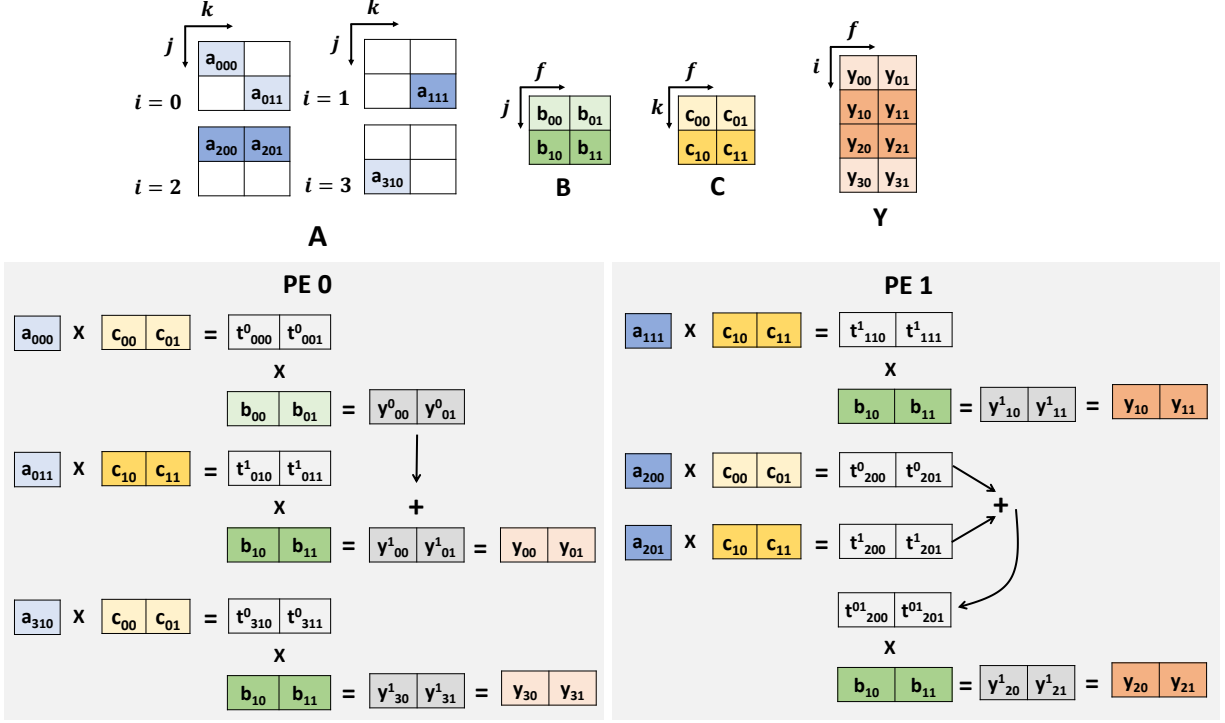 k
j
a₀₀₀
a₀₁₁
i = 0
k
j
a₁₁₁
i = 1
a₂₀₀ a₂₀₁
i = 2
a₃₁₀
i = 3
A
f
j
b₀₀ b₀₁
b₁₀ b₁₁
B
f
k
c₀₀ c₀₁
c₁₀ c₁₁
C
f
i
y₀₀ y₀₁
y₁₀ y₁₁
y₂₀ y₂₁
y₃₀ y₃₁
Y
PE 0
a₀₀₀ X c₀₀ c₀₁ = t⁰₀₀₀ t⁰₀₀₁
X
b₀₀ b₀₁ = y⁰₀₀ y⁰₀₁
a₀₁₁ X c₁₀ c₁₁ = t¹₀₁₀ t¹₀₁₁
X +
b₁₀ b₁₁ = y¹₀₀ y¹₀₁ = y₀₀ y₀₁
a₃₁₀ X c₀₀ c₀₁ = t⁰₃₁₀ t⁰₃₁₁
X
b₁₀ b₁₁ = y¹₃₀ y¹₃₁ = y₃₀ y₃₁
PE 1
a₁₁₁ X c₁₀ c₁₁ = t¹₁₁₀ t¹₁₁₁
X
b₁₀ b₁₁ = y¹₁₀ y¹₁₁ = y₁₀ y₁₁
a₂₀₀ X c₀₀ c₀₁ = t⁰₂₀₀ t⁰₂₀₁
+
a₂₀₁ X c₁₀ c₁₁ = t¹₂₀₀ t¹₂₀₁
t⁰¹₂₀₀ t⁰¹₂₀₁
X
b₁₀ b₁₁ = y¹₂₀ y¹₂₁ = y₂₀ y₂₁